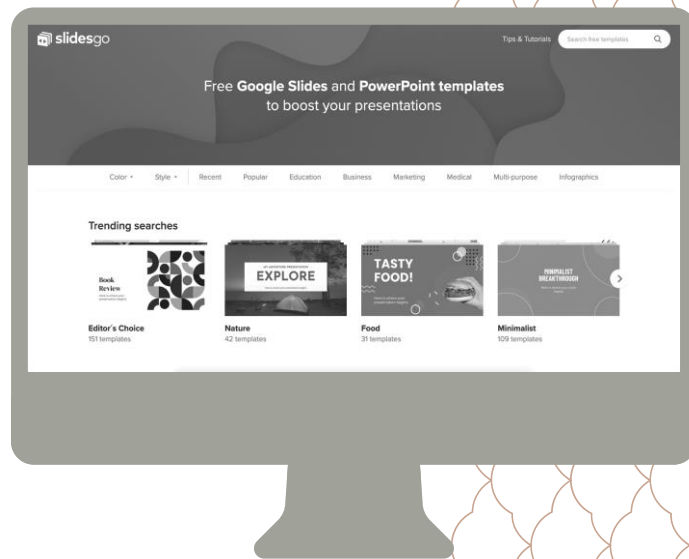 slidesgo
Tips & Tutorials
Search free templates
Free Google Slides and PowerPoint templates
to boost your presentations
Color
Style
Recent
Popular
Education
Business
Marketing
Medical
Multi-purpose
Infographics
Trending searches
Book
Review
EXPLORE
TASTY
FOOD!
MINIMALIST
BREAKTHROUGH
Editor's Choice
Nature
Food
Minimalist
151 templates
42 templates
31 templates
109 templates